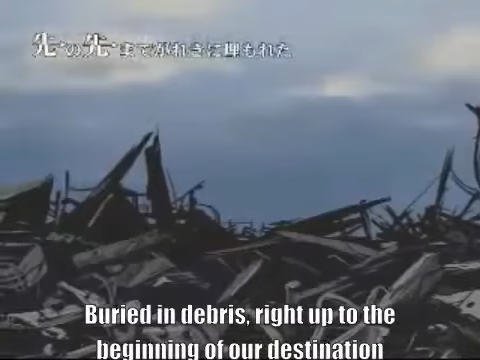 先の先までがれきに埋もれた
Buried in debris, right up to the
beginning of our destination